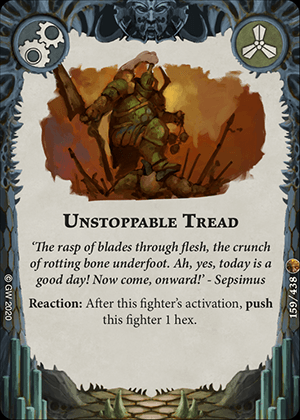 UNSTOPPABLE TREAD
‘The rasp of blades through flesh, the crunch
of rotting bone underfoot. Ah, yes, today is a
good day! Now come, onward!’ - Sepsimus
Reaction: After this fighter's activation, push
this fighter 1 hex.
© GW 2020
159/438